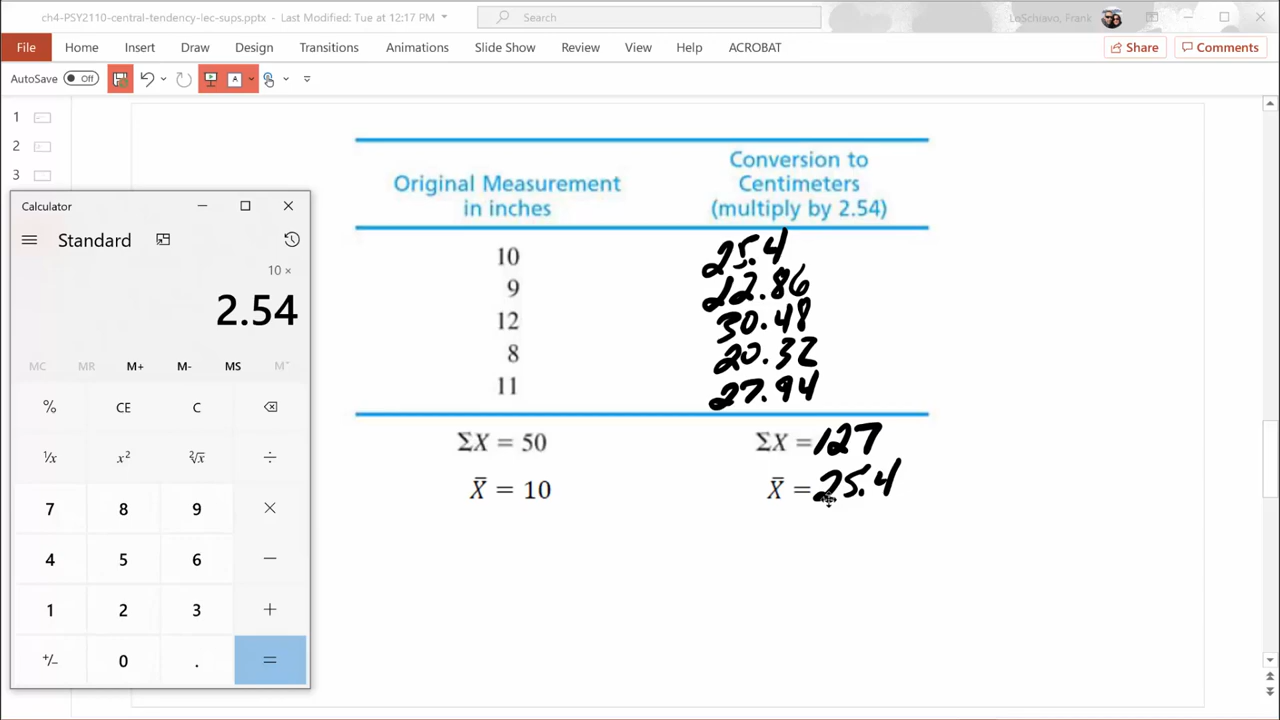 ch4-PSY2110-central-tendency-lec-sups.pptx - Last Modified: Tue at 12:17 PM
Search
LoSchiavo, Frank
File Home Insert Draw Design Transitions Animations Slide Show Review View Help ACROBAT Share Comments
AutoSave Off A
1
2
3
Calculator
Standard
10 ×
2.54
MC MR M+ M- MS M˅
% CE C
¹/x x² ²√x ÷
7 8 9 ×
4 5 6 −
1 2 3 +
+/− 0 . =
Original Measurement
in inches
Conversion to
Centimeters
(multiply by 2.54)
10 25.4
9 22.86
12 30.48
8 20.32
11 27.94
ΣX = 50 ΣX = 127
X̄ = 10 X̄ = 25.4